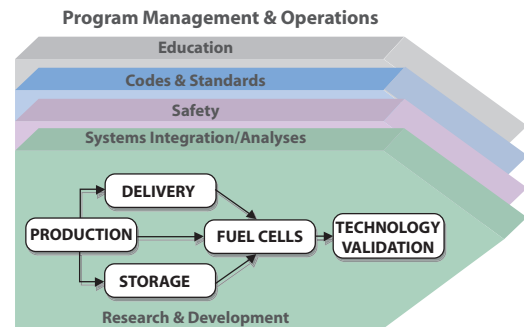 Program Management & Operations
Education
Codes & Standards
Safety
Systems Integration/Analyses
DELIVERY
PRODUCTION
FUEL CELLS
TECHNOLOGY
VALIDATION
STORAGE
Research & Development